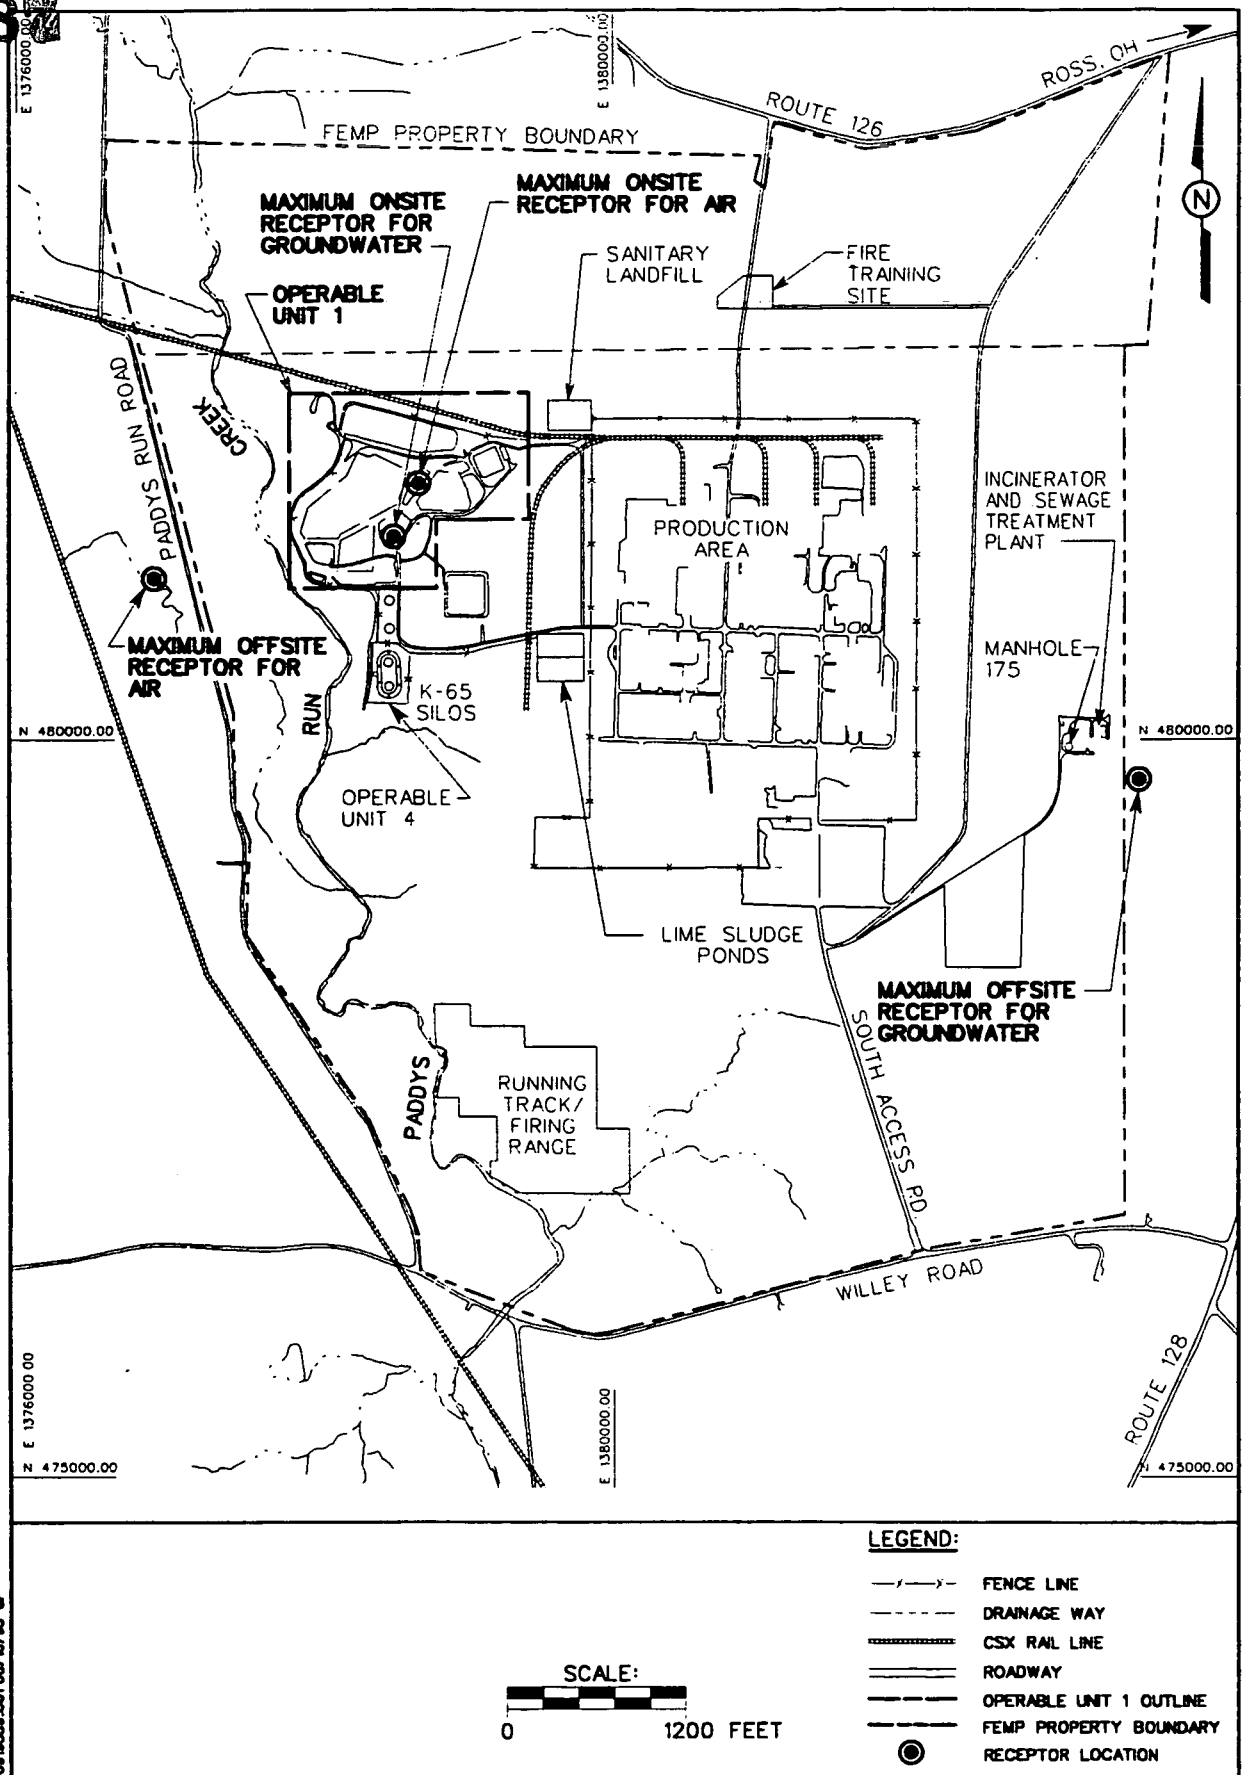 E 1376000.00
E 1380000.00
ROSS, OH
ROUTE 126
FEMP PROPERTY BOUNDARY
MAXIMUM ONSITE
RECEPTOR FOR
GROUNDWATER
MAXIMUM ONSITE
RECEPTOR FOR AIR
N
SANITARY
LANDFILL
FIRE
TRAINING
SITE
OPERABLE
UNIT 1
PADDYS RUN ROAD
CREEK
INCINERATOR
AND SEWAGE
TREATMENT
PLANT
PRODUCTION
AREA
MAXIMUM OFFSITE
RECEPTOR FOR
AIR
MANHOLE
175
K-65
SILOS
RUN
N 480000.00
N 480000.00
OPERABLE
UNIT 4
LIME SLUDGE
PONDS
MAXIMUM OFFSITE
RECEPTOR FOR
GROUNDWATER
SOUTH ACCESS RD.
PADDYS
RUNNING
TRACK/
FIRING
RANGE
WILLEY ROAD
ROUTE 128
E 1376000.00
E 1380000.00
N 475000.00
N 475000.00
LEGEND:
FENCE LINE
DRAINAGE WAY
CSX RAIL LINE
ROADWAY
OPERABLE UNIT 1 OUTLINE
FEMP PROPERTY BOUNDARY
RECEPTOR LOCATION
SCALE:
0
1200 FEET